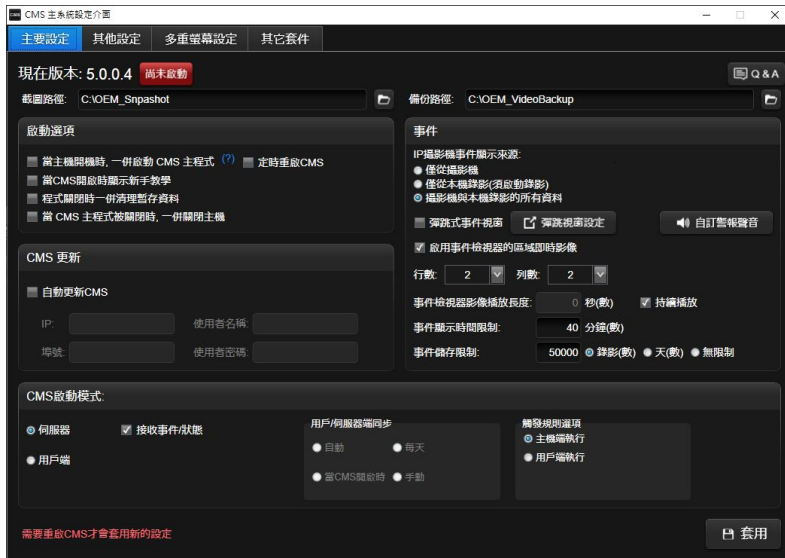 CMS CMS 主系統設定介面
主要設定 其他設定 多重螢幕設定 其它套件
現在版本: 5.0.0.4 尚未啟動 Q & A
截圖路徑: C:\OEM_Snpashot 備份路徑: C:\OEM_VideoBackup
啟動選項
當主機開機時, 一併啟動 CMS 主程式 (?) 定時重啟CMS
當CMS開啟時顯示新手教學
程式關閉時一併清理暫存資料
當 CMS 主程式被關閉時, 一併關閉主機
事件
IP攝影機事件顯示來源:
僅從攝影機
僅從本機錄影(須啟動錄影)
攝影機與本機錄影的所有資料
彈跳式事件視窗 彈跳視窗設定 自訂警報聲音
啟用事件檢視器的區域即時影像
行數: 2 列數: 2
事件檢視器影像播放長度: 0 秒(數) 持續播放
事件顯示時間限制: 40 分鐘(數)
事件儲存限制: 50000 錄影(數) 天(數) 無限制
CMS 更新
自動更新CMS
IP: 使用者名稱:
埠號: 使用者密碼:
CMS啟動模式:
伺服器 接收事件/狀態
用戶端
用戶/伺服器端同步
自動 每天
當CMS開啟時 手動
觸發規則選項
主機端執行
用戶端執行
需要重啟CMS才會套用新的設定 套用